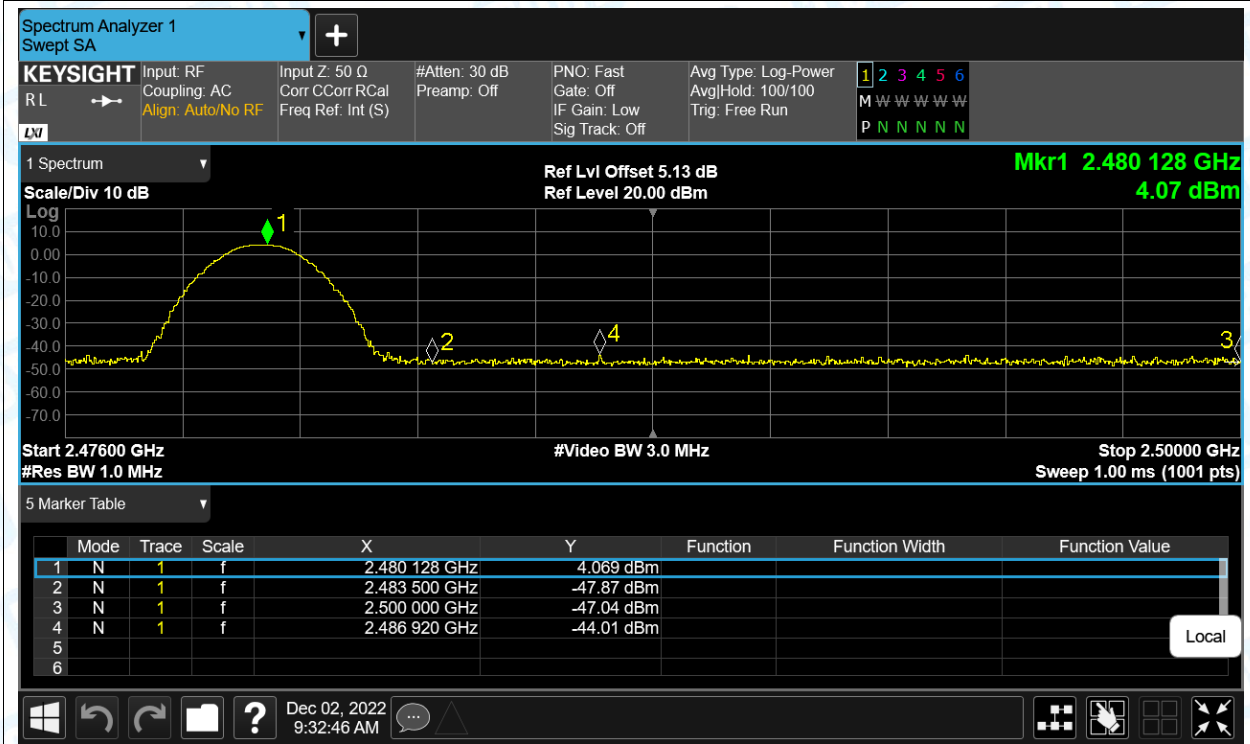 Spectrum Analyzer 1
Swept SA
+
KEYSIGHT
R L
LXI
Input: RF
Coupling: AC
Align: Auto/No RF
Input Z: 50 Ω
Corr CCorr RCal
Freq Ref: Int (S)
#Atten: 30 dB
Preamp: Off
PNO: Fast
Gate: Off
IF Gain: Low
Sig Track: Off
Avg Type: Log-Power
Avg|Hold: 100/100
Trig: Free Run
1 2 3 4 5 6
M W W W W W W
P N N N N N N
1 Spectrum
Scale/Div 10 dB
Ref Lvl Offset 5.13 dB
Ref Level 20.00 dBm
Mkr1 2.480 128 GHz
4.07 dBm
Log
10.0
0.00
-10.0
-20.0
-30.0
-40.0
-50.0
-60.0
-70.0
1
2
4
3
Start 2.47600 GHz
#Res BW 1.0 MHz
#Video BW 3.0 MHz
Stop 2.50000 GHz
Sweep 1.00 ms (1001 pts)
5 Marker Table
Mode Trace Scale X Y Function Function Width Function Value
1 N 1 f 2.480 128 GHz 4.069 dBm
2 N 1 f 2.483 500 GHz -47.87 dBm
3 N 1 f 2.500 000 GHz -47.04 dBm
4 N 1 f 2.486 920 GHz -44.01 dBm
5
6
Local
?
Dec 02, 2022
9:32:46 AM